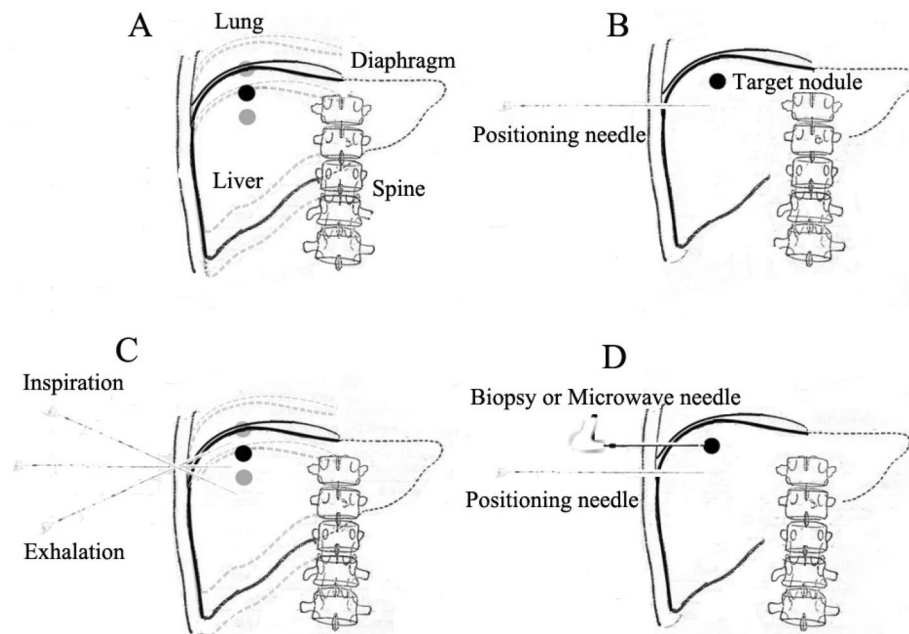 A
Lung
Diaphragm
Liver
Spine
B
Target nodule
Positioning needle
C
Inspiration
Exhalation
D
Biopsy or Microwave needle
Positioning needle